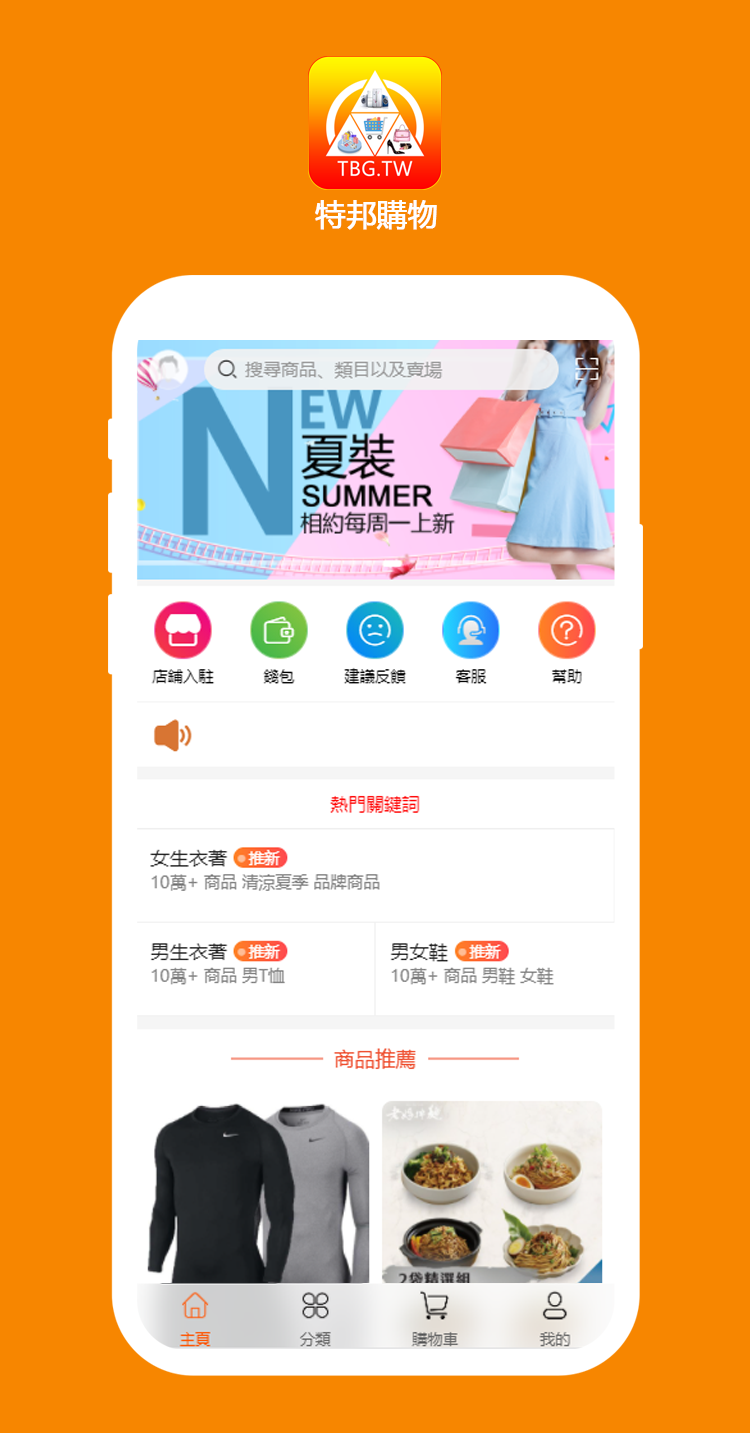 TBG.TW
特邦購物
搜尋商品、類目以及賣場
NEW
夏裝
SUMMER
相約每周一上新
店鋪入駐
錢包
建議反饋
客服
幫助
熱門關鍵詞
女生衣著 推新
10萬+ 商品 清涼夏季 品牌商品
男生衣著 推新
10萬+ 商品 男T恤
男女鞋 推新
10萬+ 商品 男鞋 女鞋
商品推薦
2袋精選組
主頁
分類
購物車
我的